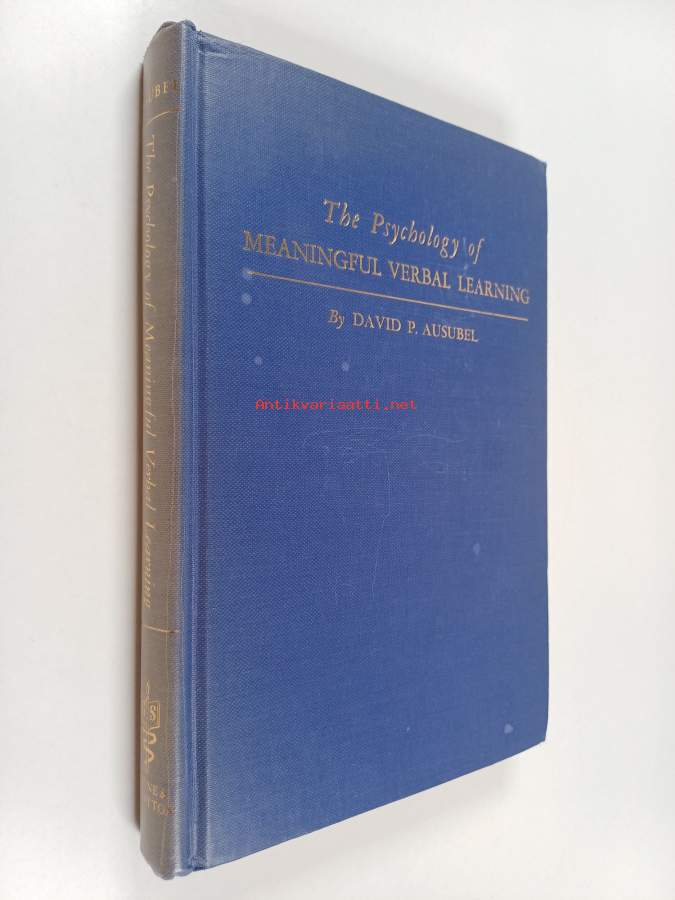 The Psychology of
MEANINGFUL VERBAL LEARNING
By DAVID P. AUSUBEL
Antikvariaatti.net
The Psychology of Meaningful Verbal Learning